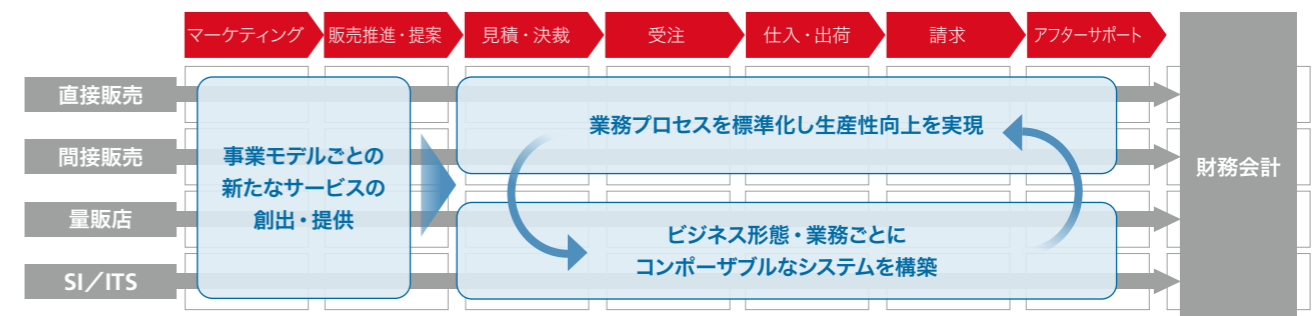 マーケティング
販売推進・提案
見積・決裁
受注
仕入・出荷
請求
アフターサポート
直接販売
間接販売
量販店
SI／ITS
事業モデルごとの
新たなサービスの
創出・提供
業務プロセスを標準化し生産性向上を実現
ビジネス形態・業務ごとに
コンポーザブルなシステムを構築
財務会計